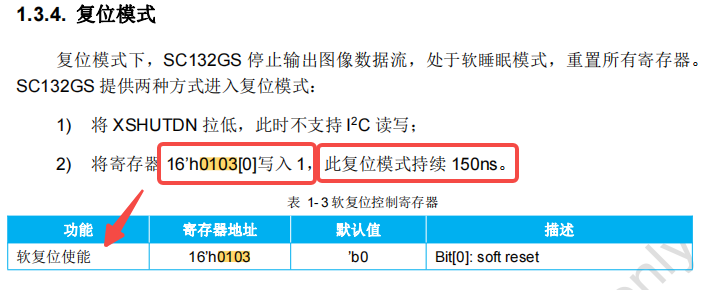 1.3.4. 复位模式
复位模式下，SC132GS 停止输出图像数据流，处于软睡眠模式，重置所有寄存器。
SC132GS 提供两种方式进入复位模式：
1) 将 XSHUTDN 拉低，此时不支持 I²C 读写；
2) 将寄存器 16'h0103[0]写入 1，此复位模式持续 150ns。
表 1-3 软复位控制寄存器
功能 寄存器地址 默认值 描述
软复位使能 16'h0103 'b0 Bit[0]: soft reset
only